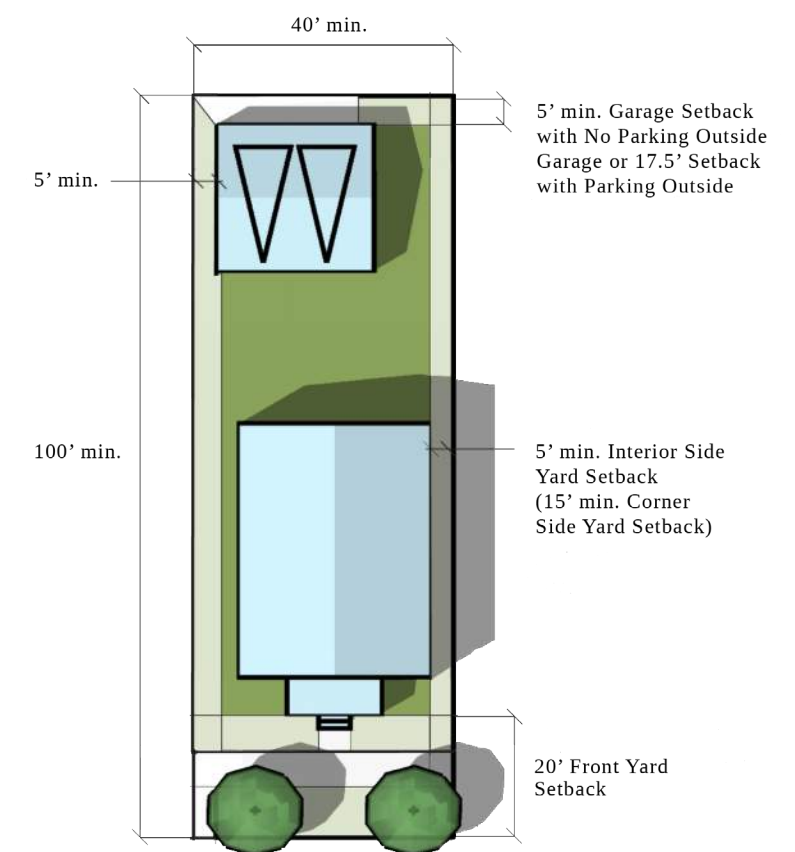 40’ min.
5’ min. Garage Setback
with No Parking Outside
Garage or 17.5’ Setback
with Parking Outside
5’ min.
100’ min.
5’ min. Interior Side
Yard Setback
(15’ min. Corner
Side Yard Setback)
20’ Front Yard
Setback